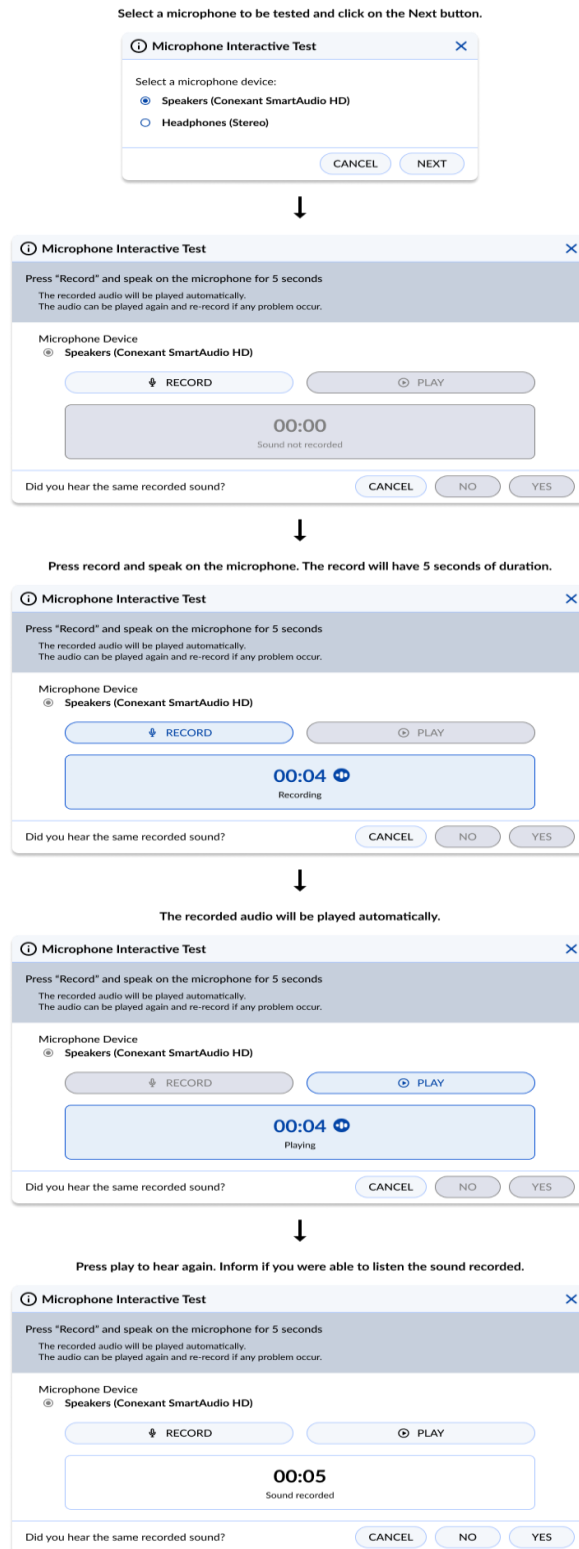 Select a microphone to be tested and click on the Next button.
Microphone Interactive Test
Select a microphone device:
Speakers (Conexant SmartAudio HD)
Headphones (Stereo)
CANCEL NEXT
Microphone Interactive Test
Press "Record" and speak on the microphone for 5 seconds
The recorded audio will be played automatically.
The audio can be played again and re-record if any problem occur.
Microphone Device
Speakers (Conexant SmartAudio HD)
RECORD PLAY
00:00
Sound not recorded
Did you hear the same recorded sound? CANCEL NO YES
Press record and speak on the microphone. The record will have 5 seconds of duration.
Microphone Interactive Test
Press "Record" and speak on the microphone for 5 seconds
The recorded audio will be played automatically.
The audio can be played again and re-record if any problem occur.
Microphone Device
Speakers (Conexant SmartAudio HD)
RECORD PLAY
00:04
Recording
Did you hear the same recorded sound? CANCEL NO YES
The recorded audio will be played automatically.
Microphone Interactive Test
Press "Record" and speak on the microphone for 5 seconds
The recorded audio will be played automatically.
The audio can be played again and re-record if any problem occur.
Microphone Device
Speakers (Conexant SmartAudio HD)
RECORD PLAY
00:04
Playing
Did you hear the same recorded sound? CANCEL NO YES
Press play to hear again. Inform if you were able to listen the sound recorded.
Microphone Interactive Test
Press "Record" and speak on the microphone for 5 seconds
The recorded audio will be played automatically.
The audio can be played again and re-record if any problem occur.
Microphone Device
Speakers (Conexant SmartAudio HD)
RECORD PLAY
00:05
Sound recorded
Did you hear the same recorded sound? CANCEL NO YES